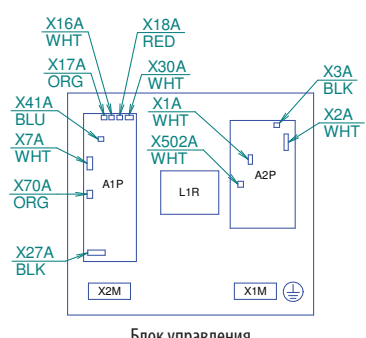 X16A
WHT
X18A
RED
X17A
ORG
X30A
WHT
X3A
BLK
X41A
BLU
X1A
WHT
X2A
WHT
X7A
WHT
X502A
WHT
A1P
L1R
A2P
X70A
ORG
X27A
BLK
X2M
X1M
Блок управления